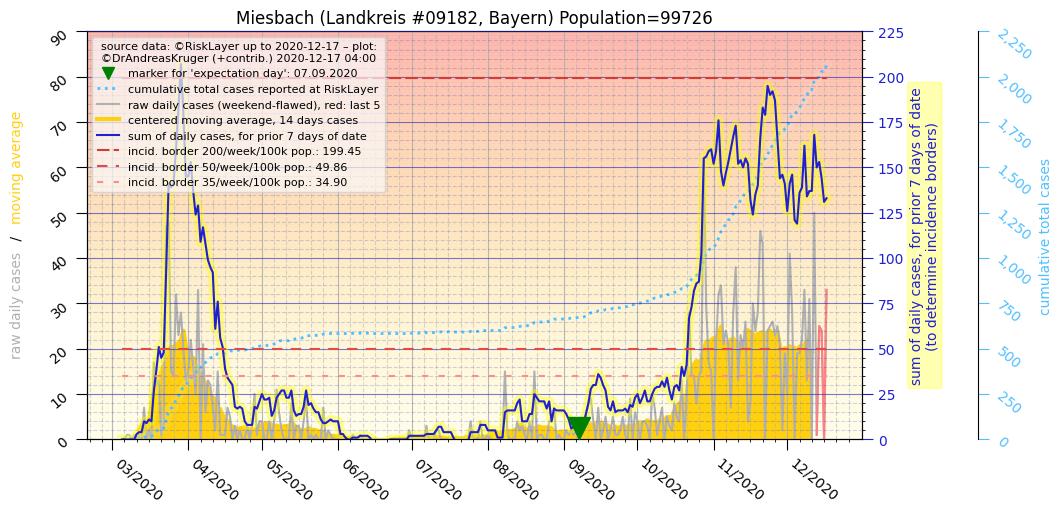 Miesbach (Landkreis #09182, Bayern) Population=99726
source data: ©RiskLayer up to 2020-12-17 – plot:
©DrAndreasKruger (+contrib.) 2020-12-17 04:00
marker for 'expectation day': 07.09.2020
cumulative total cases reported at RiskLayer
raw daily cases (weekend-flawed), red: last 5
centered moving average, 14 days cases
sum of daily cases, for prior 7 days of date
incid. border 200/week/100k pop.: 199.45
incid. border 50/week/100k pop.: 49.86
incid. border 35/week/100k pop.: 34.90
raw daily cases / moving average
90
80
70
60
50
40
30
20
10
0
03/2020
04/2020
05/2020
06/2020
07/2020
08/2020
09/2020
10/2020
11/2020
12/2020
225
200
175
150
125
100
75
50
25
0
sum of daily cases, for prior 7 days of date
(to determine incidence borders)
2,250
2,000
1,750
1,500
1,250
1,000
750
500
250
0
cumulative total cases